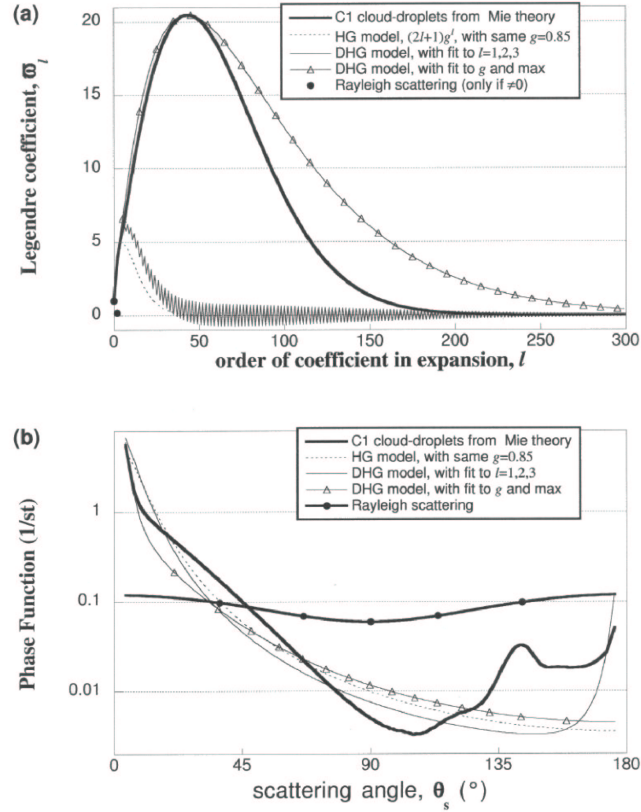 (a)
C1 cloud-droplets from Mie theory
HG model, (2l+1)g^l, with same g=0.85
DHG model, with fit to l=1,2,3
DHG model, with fit to g and max
Rayleigh scattering (only if ≠0)
Legendre coefficient, ϖ_l
20
15
10
5
0
0 50 100 150 200 250 300
order of coefficient in expansion, l
(b)
C1 cloud-droplets from Mie theory
HG model, with same g=0.85
DHG model, with fit to l=1,2,3
DHG model, with fit to g and max
Rayleigh scattering
Phase Function (1/st)
1
0.1
0.01
0 45 90 135 180
scattering angle, θ_s (°)